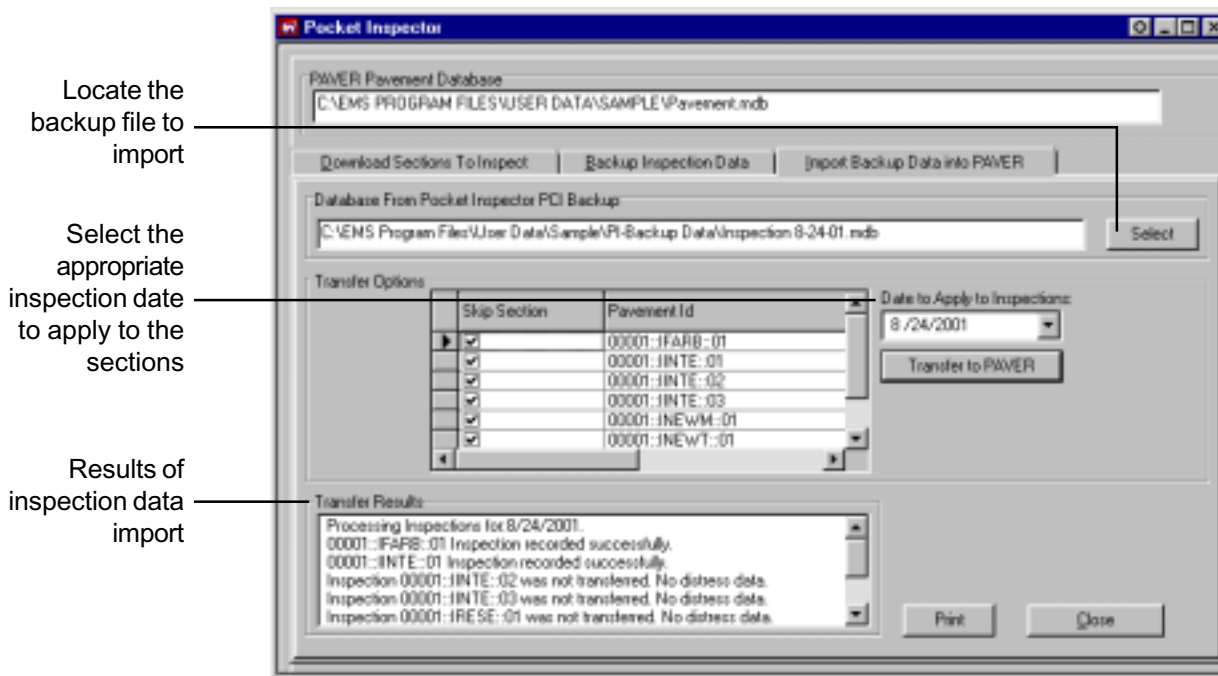 Pocket Inspector
Locate the
backup file to
import
PAVER Pavement Database
C:\EMS PROGRAM FILES\USER DATA\SAMPLE\Pavement.mdb
Download Sections To Inspect
Backup Inspection Data
Import Backup Data into PAVER
Database From Pocket Inspector PCI Backup
C:\EMS Program Files\User Data\Sample\PI-Backup Data\Inspection 8-24-01.mdb
Select
Select the
appropriate
inspection date
to apply to the
sections
Transfer Options
Skip Section
Pavement Id
00001::IFARB::01
00001::IINTE::01
00001::IINTE::02
00001::IINTE::03
00001::INEWM::01
00001::INEWT::01
Date to Apply to Inspections:
8 /24/2001
Transfer to PAVER
Results of
inspection data
import
Transfer Results
Processing Inspections for 8/24/2001.
00001::IFARB::01 Inspection recorded successfully.
00001::IINTE::01 Inspection recorded successfully.
Inspection 00001::IINTE::02 was not transferred. No distress data.
Inspection 00001::IINTE::03 was not transferred. No distress data.
Inspection 00001::IRESE::01 was not transferred. No distress data.
Print
Close